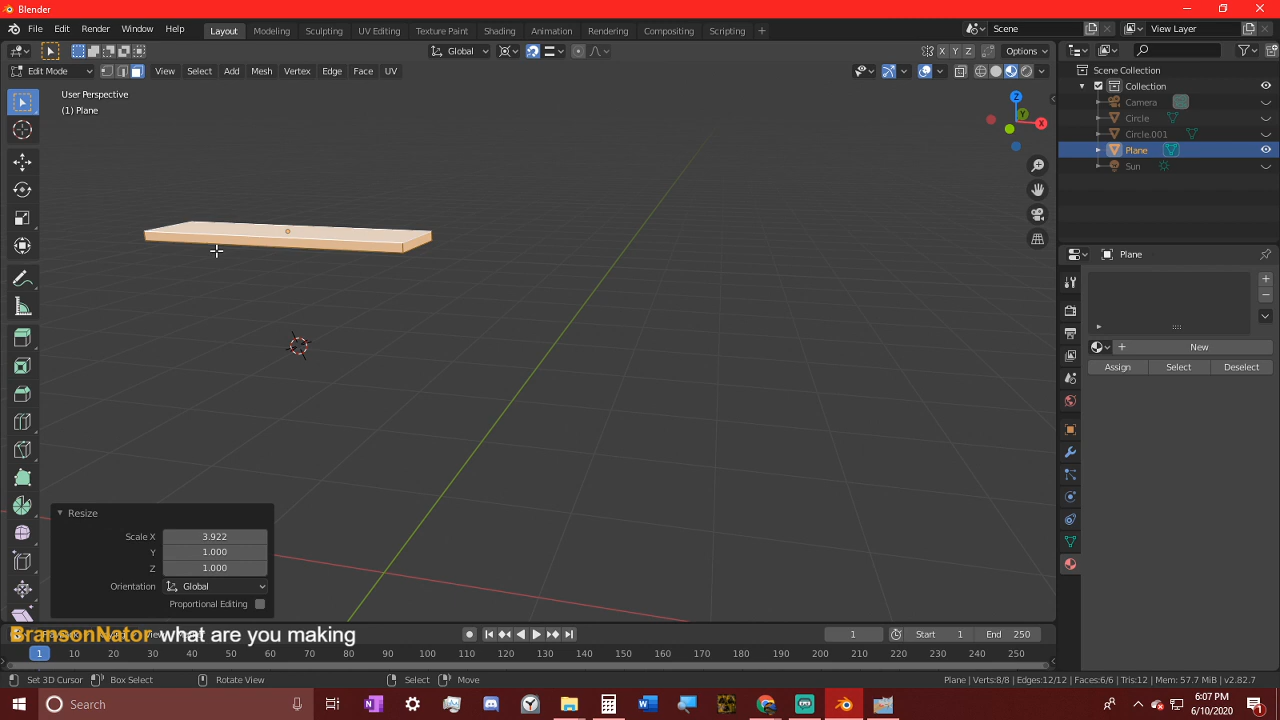 Blender
File Edit Render Window Help
Layout Modeling Sculpting UV Editing Texture Paint Shading Animation Rendering Compositing Scripting +
Scene
View Layer
Global
X Y Z
Options
Edit Mode
View Select Add Mesh Vertex Edge Face UV
User Perspective
(1) Plane
Z
Y
X
Scene Collection
Collection
Camera
Circle
Circle.001
Plane
Sun
Plane
New
Assign Select Deselect
Resize
Scale X 3.922
Y 1.000
Z 1.000
Orientation Global
Proportional Editing
BransonNator what are you making
1 Start 1 End 250
1 10 20 30 40 50 60 70 80 90 100 110 120 130 140 150 160 170 180 190 200 210 220 230 240 250
Set 3D Cursor Box Select Rotate View Select Move
Plane | Verts:8/8 | Edges:12/12 | Faces:6/6 | Tris:12 | Mem: 57.7 MiB | v2.82.7
Search
6:07 PM
6/10/2020
1